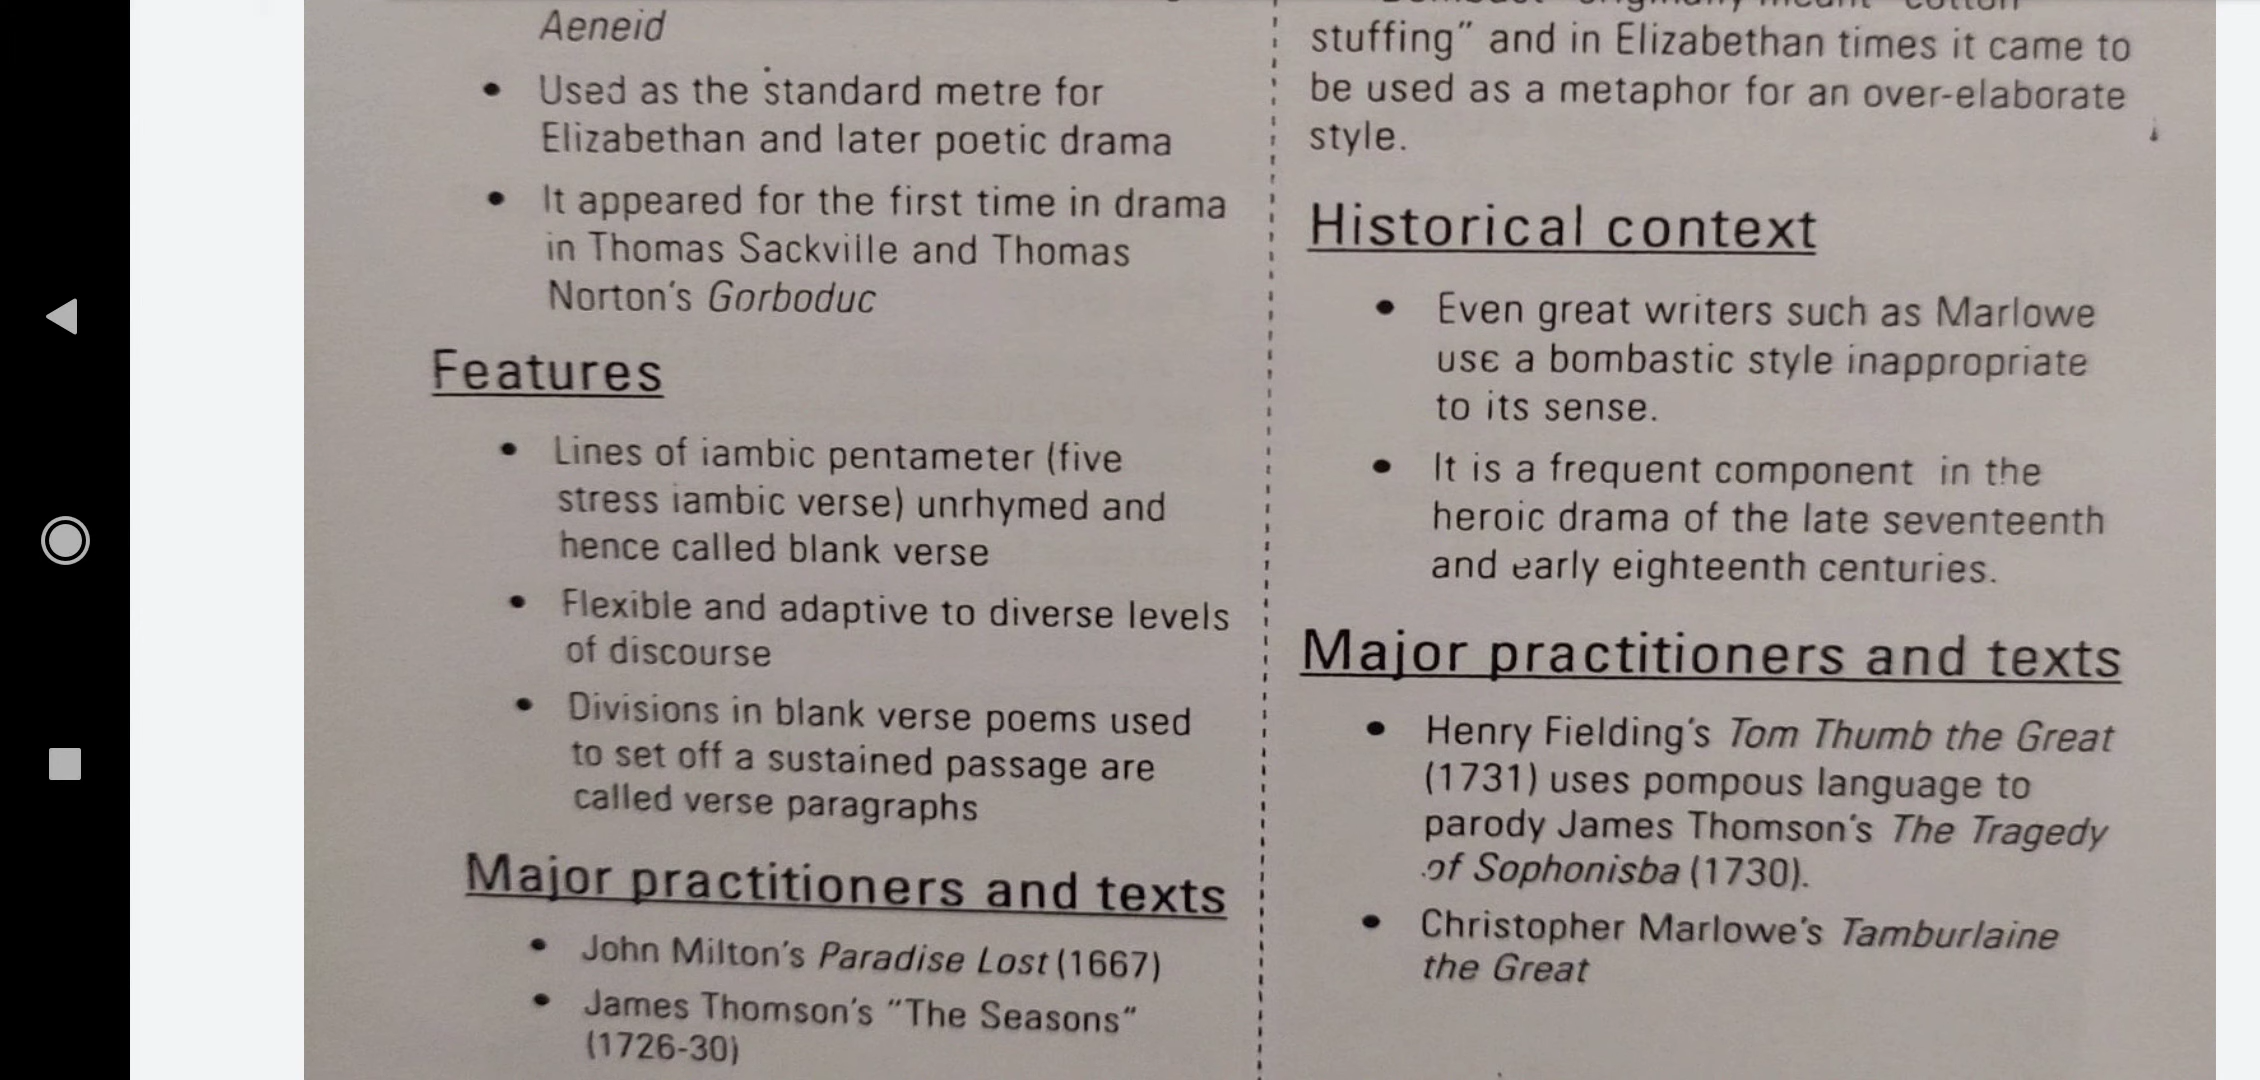 Aeneid
• Used as the standard metre for
Elizabethan and later poetic drama
• It appeared for the first time in drama
in Thomas Sackville and Thomas
Norton's Gorboduc
Features
• Lines of iambic pentameter (five
stress iambic verse) unrhymed and
hence called blank verse
• Flexible and adaptive to diverse levels
of discourse
• Divisions in blank verse poems used
to set off a sustained passage are
called verse paragraphs
Major practitioners and texts
• John Milton's Paradise Lost (1667)
• James Thomson's "The Seasons"
(1726-30)
stuffing" and in Elizabethan times it came to
be used as a metaphor for an over-elaborate
style.
Historical context
• Even great writers such as Marlowe
use a bombastic style inappropriate
to its sense.
• It is a frequent component in the
heroic drama of the late seventeenth
and early eighteenth centuries.
Major practitioners and texts
• Henry Fielding's Tom Thumb the Great
(1731) uses pompous language to
parody James Thomson's The Tragedy
of Sophonisba (1730).
• Christopher Marlowe's Tamburlaine
the Great